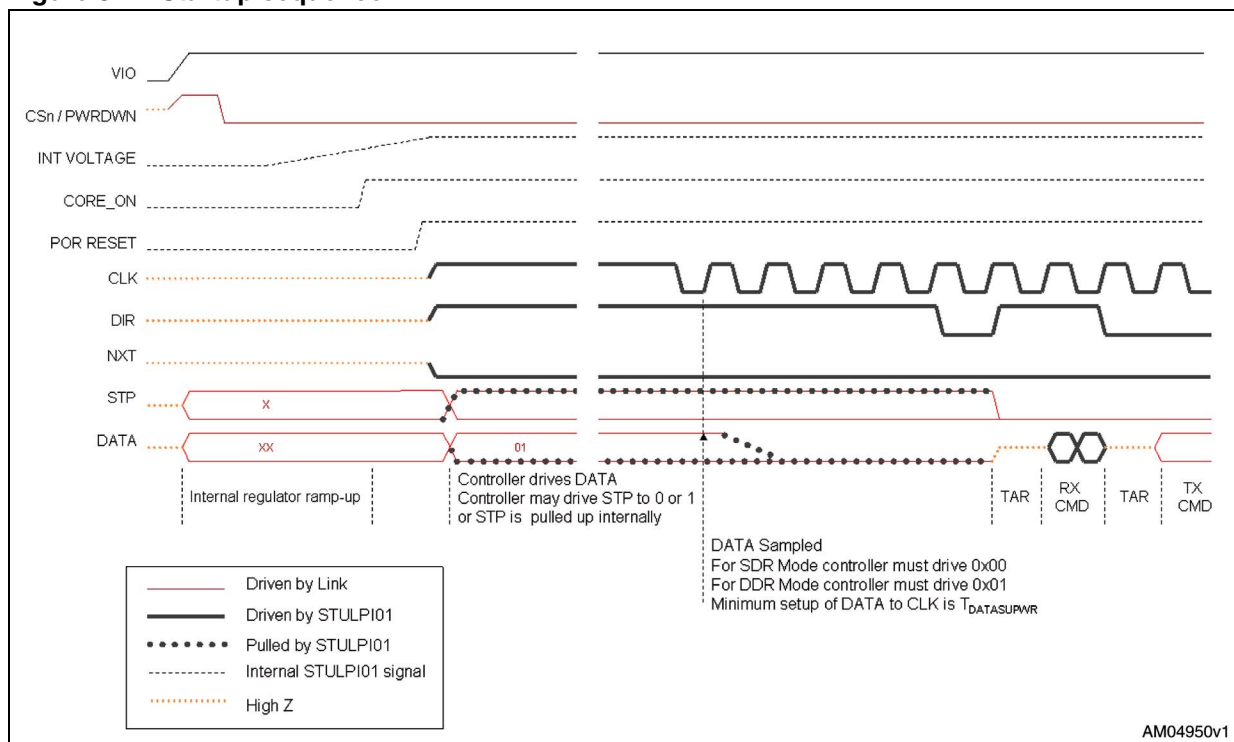 VIO
CSn / PWRDWN
INT VOLTAGE
CORE_ON
POR RESET
CLK
DIR
NXT
STP
X
DATA
XX
01
Internal regulator ramp-up
Controller drives DATA
Controller may drive STP to 0 or 1
or STP is pulled up internally
TAR
RX
CMD
TAR
TX
CMD
DATA Sampled
For SDR Mode controller must drive 0x00
For DDR Mode controller must drive 0x01
Minimum setup of DATA to CLK is TDATASUPWR
Driven by Link
Driven by STULPI01
Pulled by STULPI01
Internal STULPI01 signal
High Z
AM04950v1